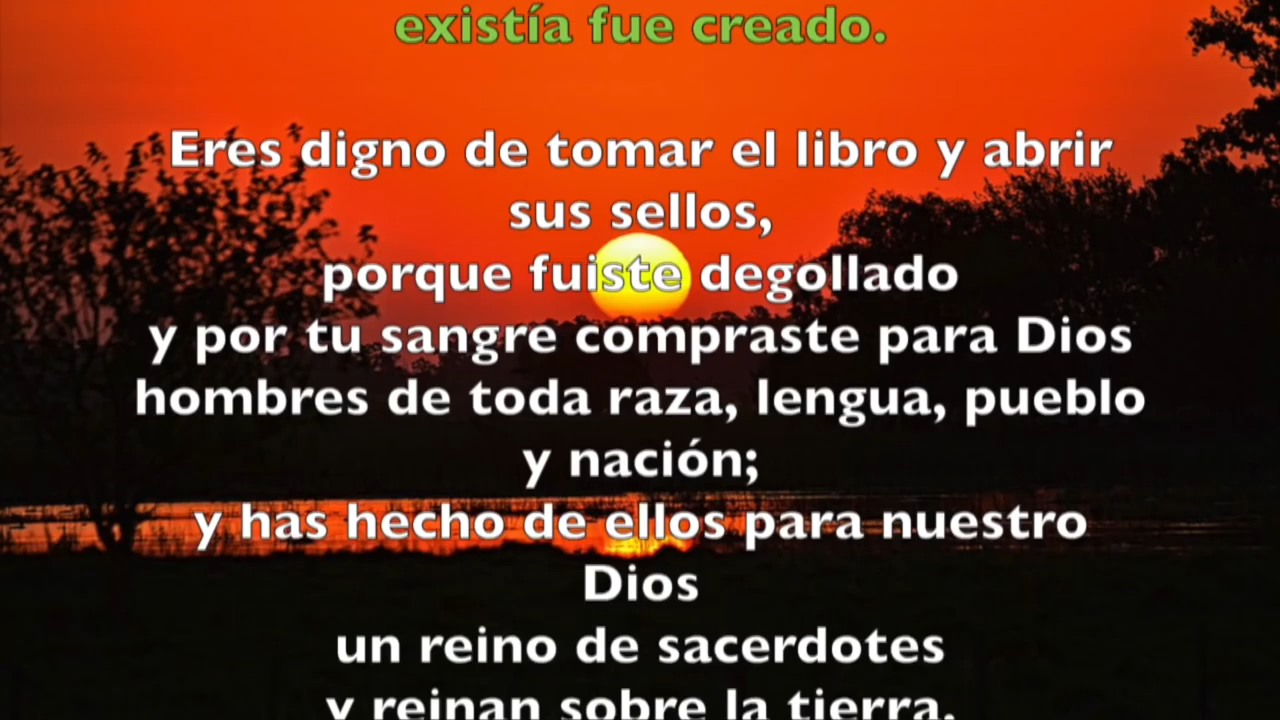 existía fue creado.
Eres digno de tomar el libro y abrir
sus sellos,
porque fuiste degollado
y por tu sangre compraste para Dios
hombres de toda raza, lengua, pueblo
y nación;
y has hecho de ellos para nuestro
Dios
un reino de sacerdotes
y reinan sobre la tierra.